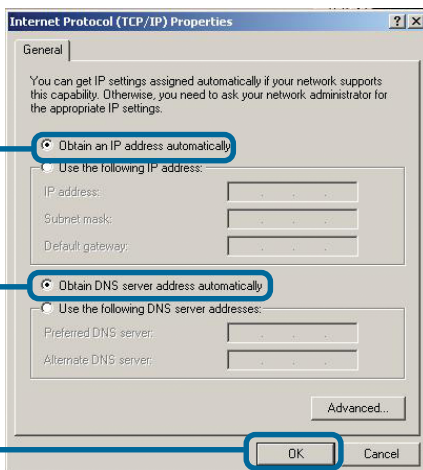 Internet Protocol (TCP/IP) Properties
General
You can get IP settings assigned automatically if your network supports
this capability. Otherwise, you need to ask your network administrator for
the appropriate IP settings.
Obtain an IP address automatically
Use the following IP address:
IP address:
Subnet mask:
Default gateway:
Obtain DNS server address automatically
Use the following DNS server addresses:
Preferred DNS server:
Alternate DNS server:
Advanced...
OK
Cancel